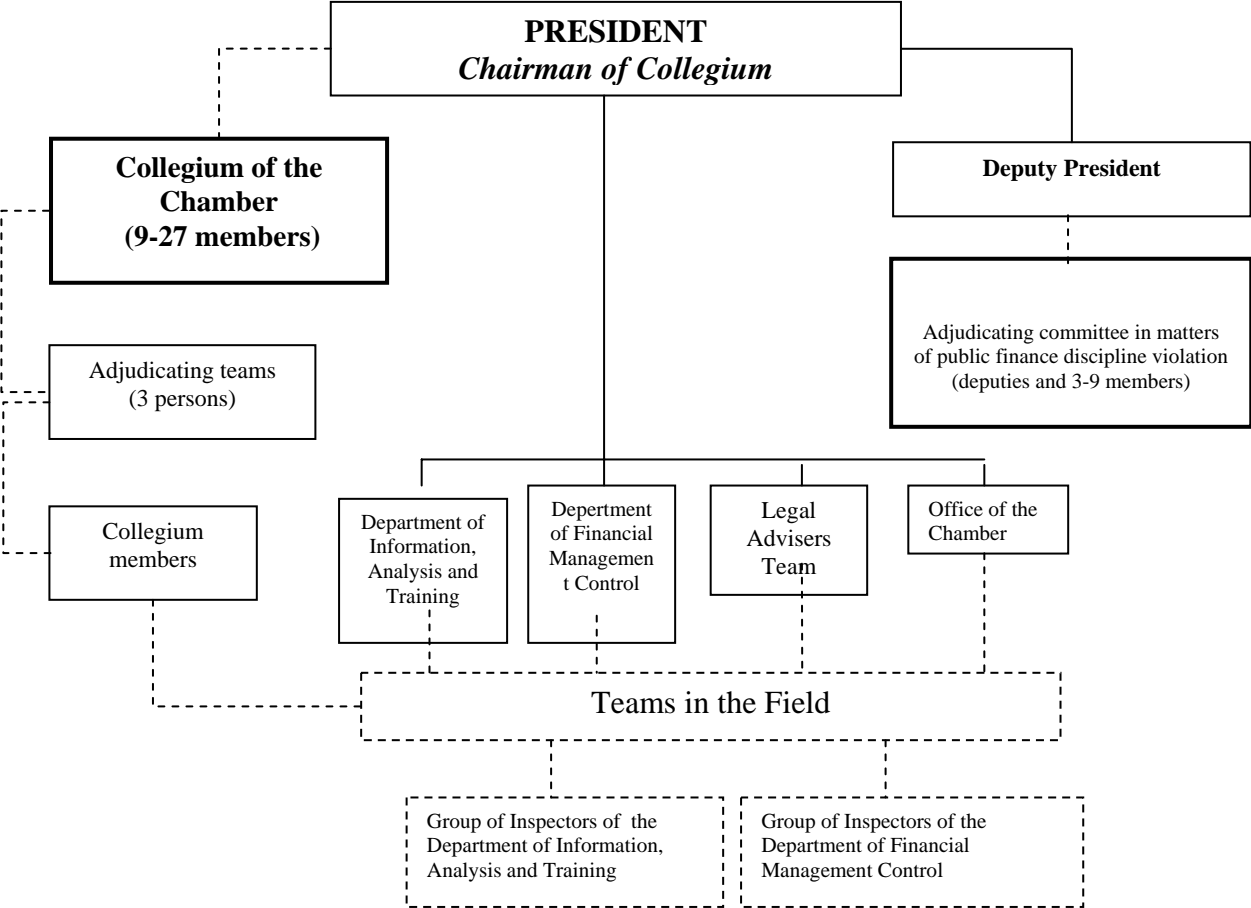 PRESIDENT
Chairman of Collegium
Collegium of the
Chamber
(9-27 members)
Deputy President
Adjudicating committee in matters
of public finance discipline violation
(deputies and 3-9 members)
Adjudicating teams
(3 persons)
Collegium
members
Department of
Information,
Analysis and
Training
Depertment
of Financial
Managemen
t Control
Legal
Advisers
Team
Office of the
Chamber
Teams in the Field
Group of Inspectors of the
Department of Information,
Analysis and Training
Group of Inspectors of the
Department of Financial
Management Control